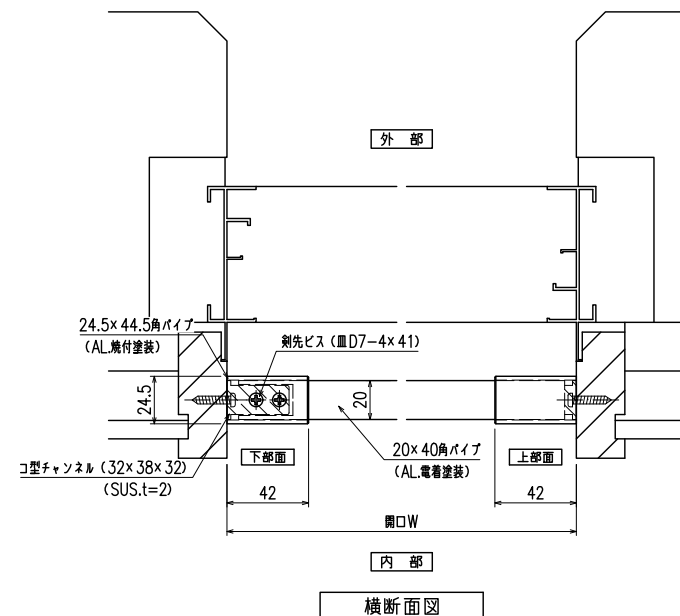 外 部
24.5×44.5角パイプ
(AL.焼付塗装)
剣先ビス (皿D7-4×41)
24.5
20
20×40角パイプ
(AL.電着塗装)
下部面
上部面
コ型チャンネル (32×38×32)
(SUS.t=2)
42
42
開口W
内 部
横断面図